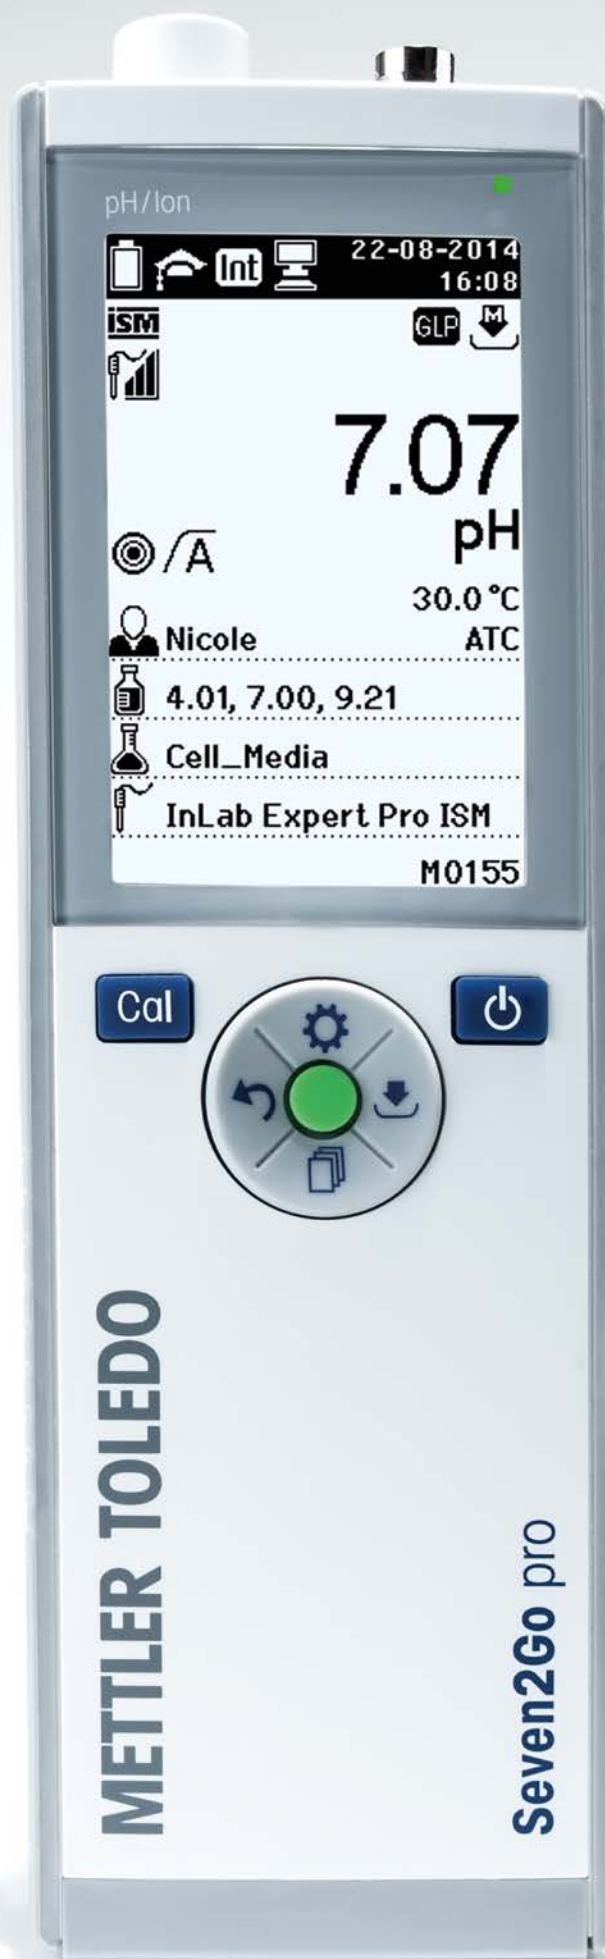 pH/Ion
Int
22-08-2014
16:08
iSM
GLP
M
7.07
pH
A
30.0 °C
Nicole
ATC
4.01, 7.00, 9.21
Cell_Media
InLab Expert Pro ISM
M0155
Cal
METTLER TOLEDO
Seven2Go pro